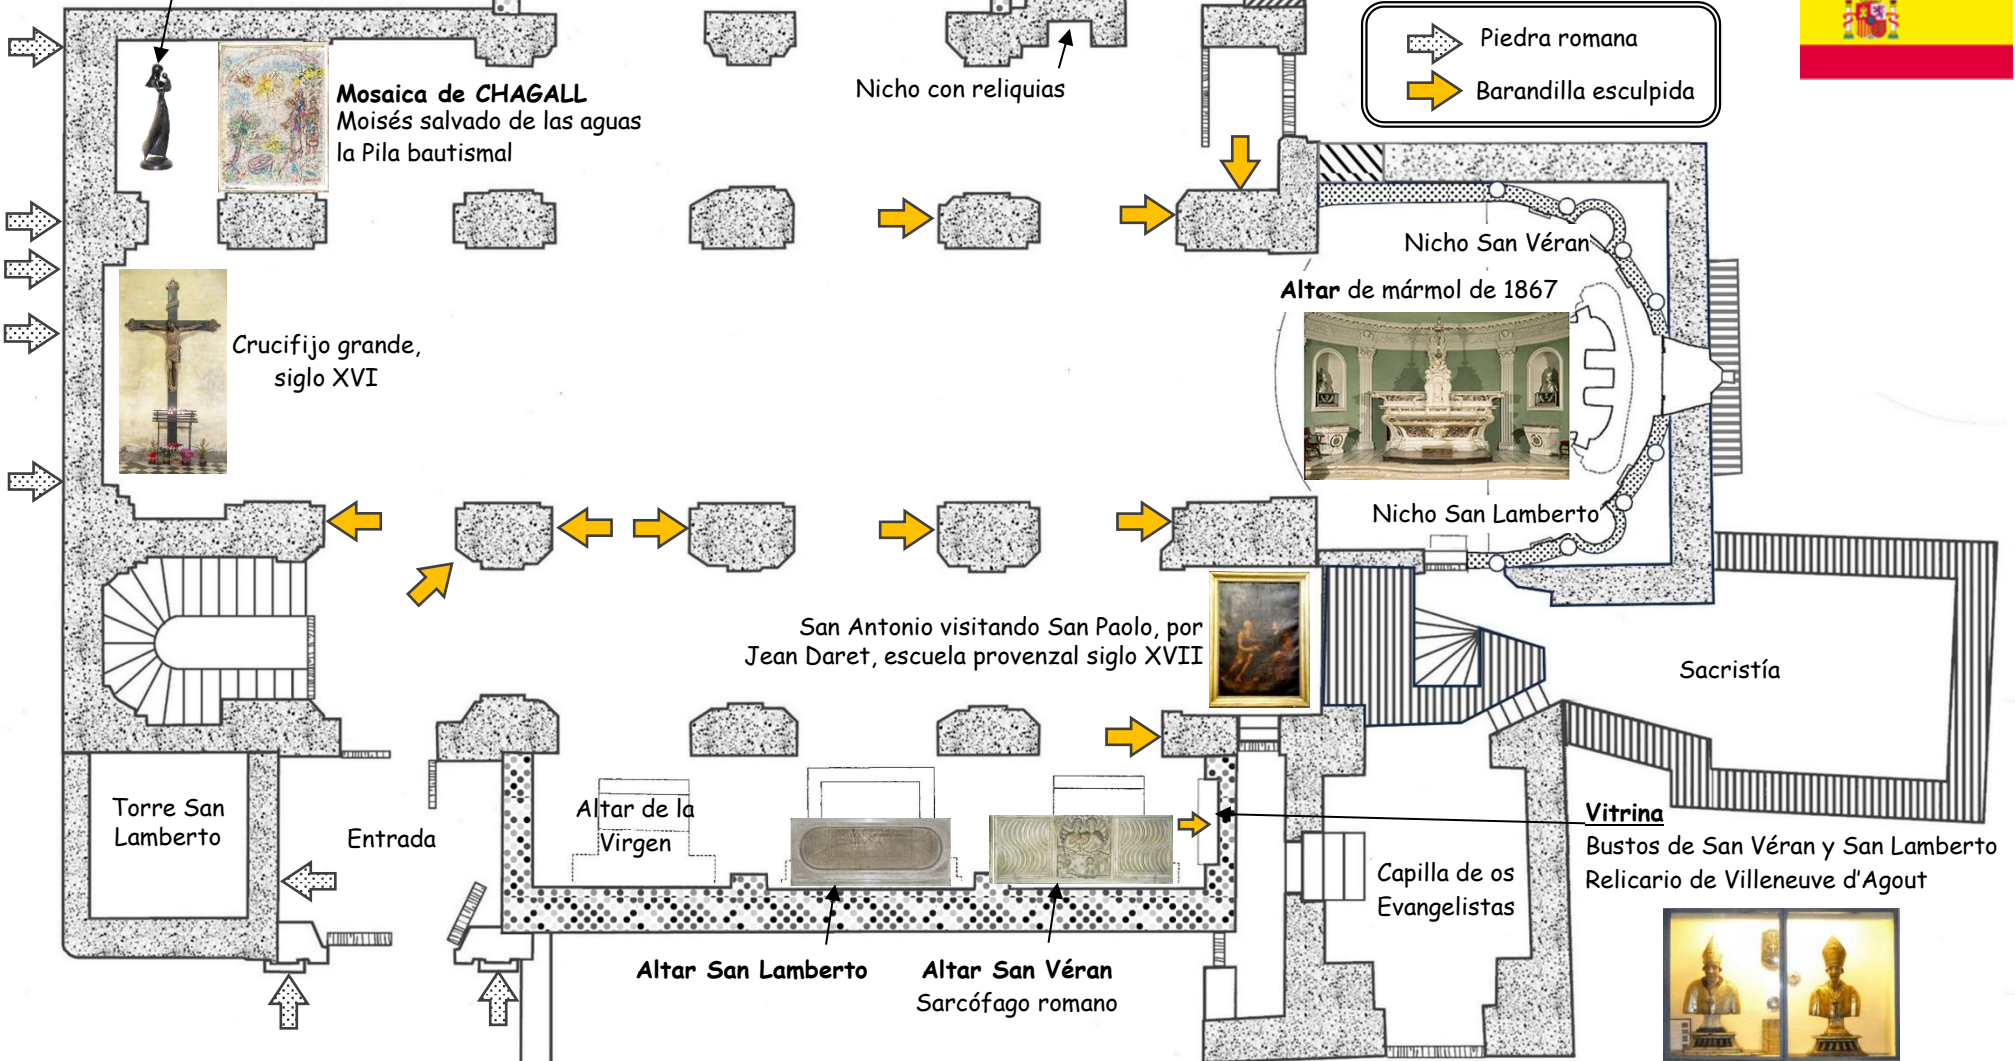 Piedra romana
Barandilla esculpida
Mosaica de CHAGALL
Moisés salvado de las aguas
la Pila bautismal
Nicho con reliquias
Nicho San Véran
Altar de mármol de 1867
Crucifijo grande,
siglo XVI
Nicho San Lamberto
San Antonio visitando San Paolo, por
Jean Daret, escuela provenzal siglo XVII
Sacristía
Torre San
Lamberto
Entrada
Altar de la
Virgen
Vitrina
Bustos de San Véran y San Lamberto
Relicario de Villeneuve d'Agout
Capilla de os
Evangelistas
Altar San Lamberto
Altar San Véran
Sarcófago romano